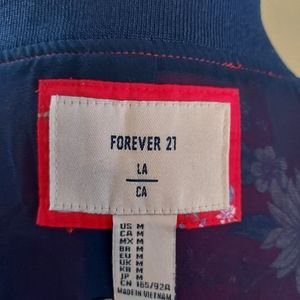 FOREVER 21
LA
CA
US M
CA M
MX M
BR M
EU M
UK M
KR M
JP M
CN 165/92A
MADE IN VIETNAM